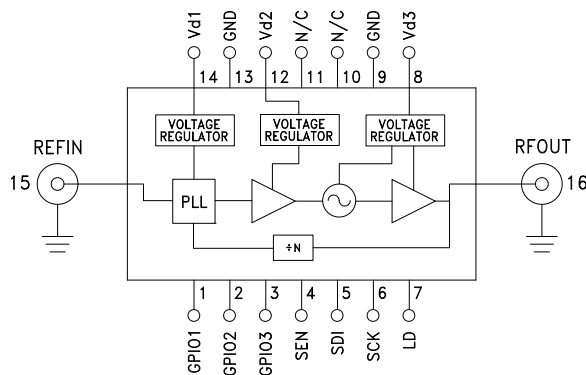 Vd1 GND Vd2 N/C N/C GND Vd3
14 13 12 11 10 9 8
VOLTAGE REGULATOR
VOLTAGE REGULATOR
VOLTAGE REGULATOR
REFIN
RFOUT
15
16
PLL
÷N
1 2 3 4 5 6 7
GPIO1 GPIO2 GPIO3 SEN SDI SCK LD